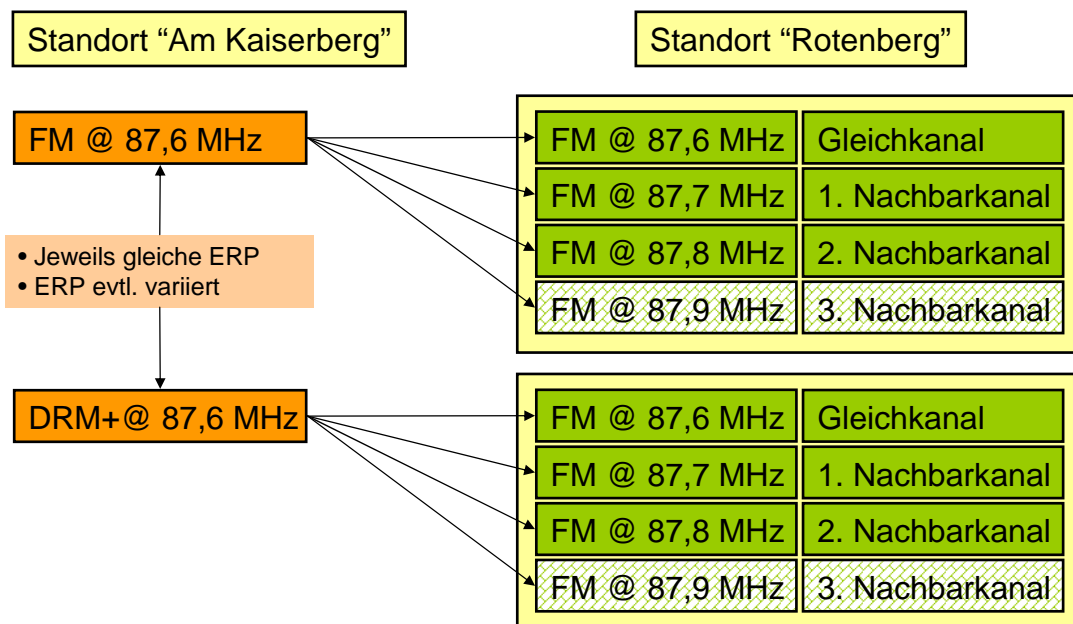 Standort “Am Kaiserberg”
Standort “Rotenberg”
FM @ 87,6 MHz
FM @ 87,6 MHz Gleichkanal
FM @ 87,7 MHz 1. Nachbarkanal
FM @ 87,8 MHz 2. Nachbarkanal
FM @ 87,9 MHz 3. Nachbarkanal
• Jeweils gleiche ERP
• ERP evtl. variiert
DRM+@ 87,6 MHz
FM @ 87,6 MHz Gleichkanal
FM @ 87,7 MHz 1. Nachbarkanal
FM @ 87,8 MHz 2. Nachbarkanal
FM @ 87,9 MHz 3. Nachbarkanal